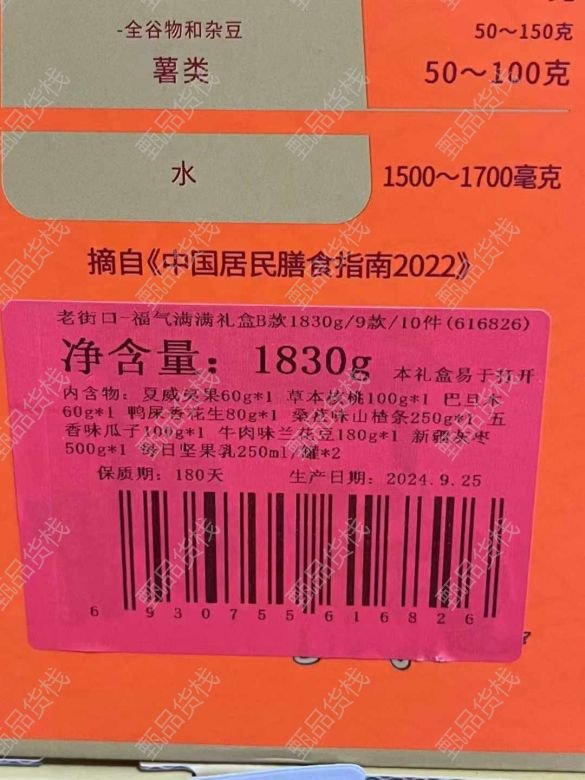 -全谷物和杂豆 50～150克
薯类 50～100克
水 1500～1700毫克
摘自《中国居民膳食指南2022》
老街口-福气满满礼盒B款1830g/9款/10件(616826)
净含量：1830g 本礼盒易于打开
内含物：夏威夷果60g*1 草本核桃100g*1 巴旦木
60g*1 鸭屎香花生80g*1 桑葚味山楂条250g*1 五
香味瓜子100g*1 牛肉味兰花豆180g*1 新疆灰枣
500g*1 每日坚果乳250ml/罐*2
保质期：180天 生产日期：2024.9.25
6930755616826
甄品货栈